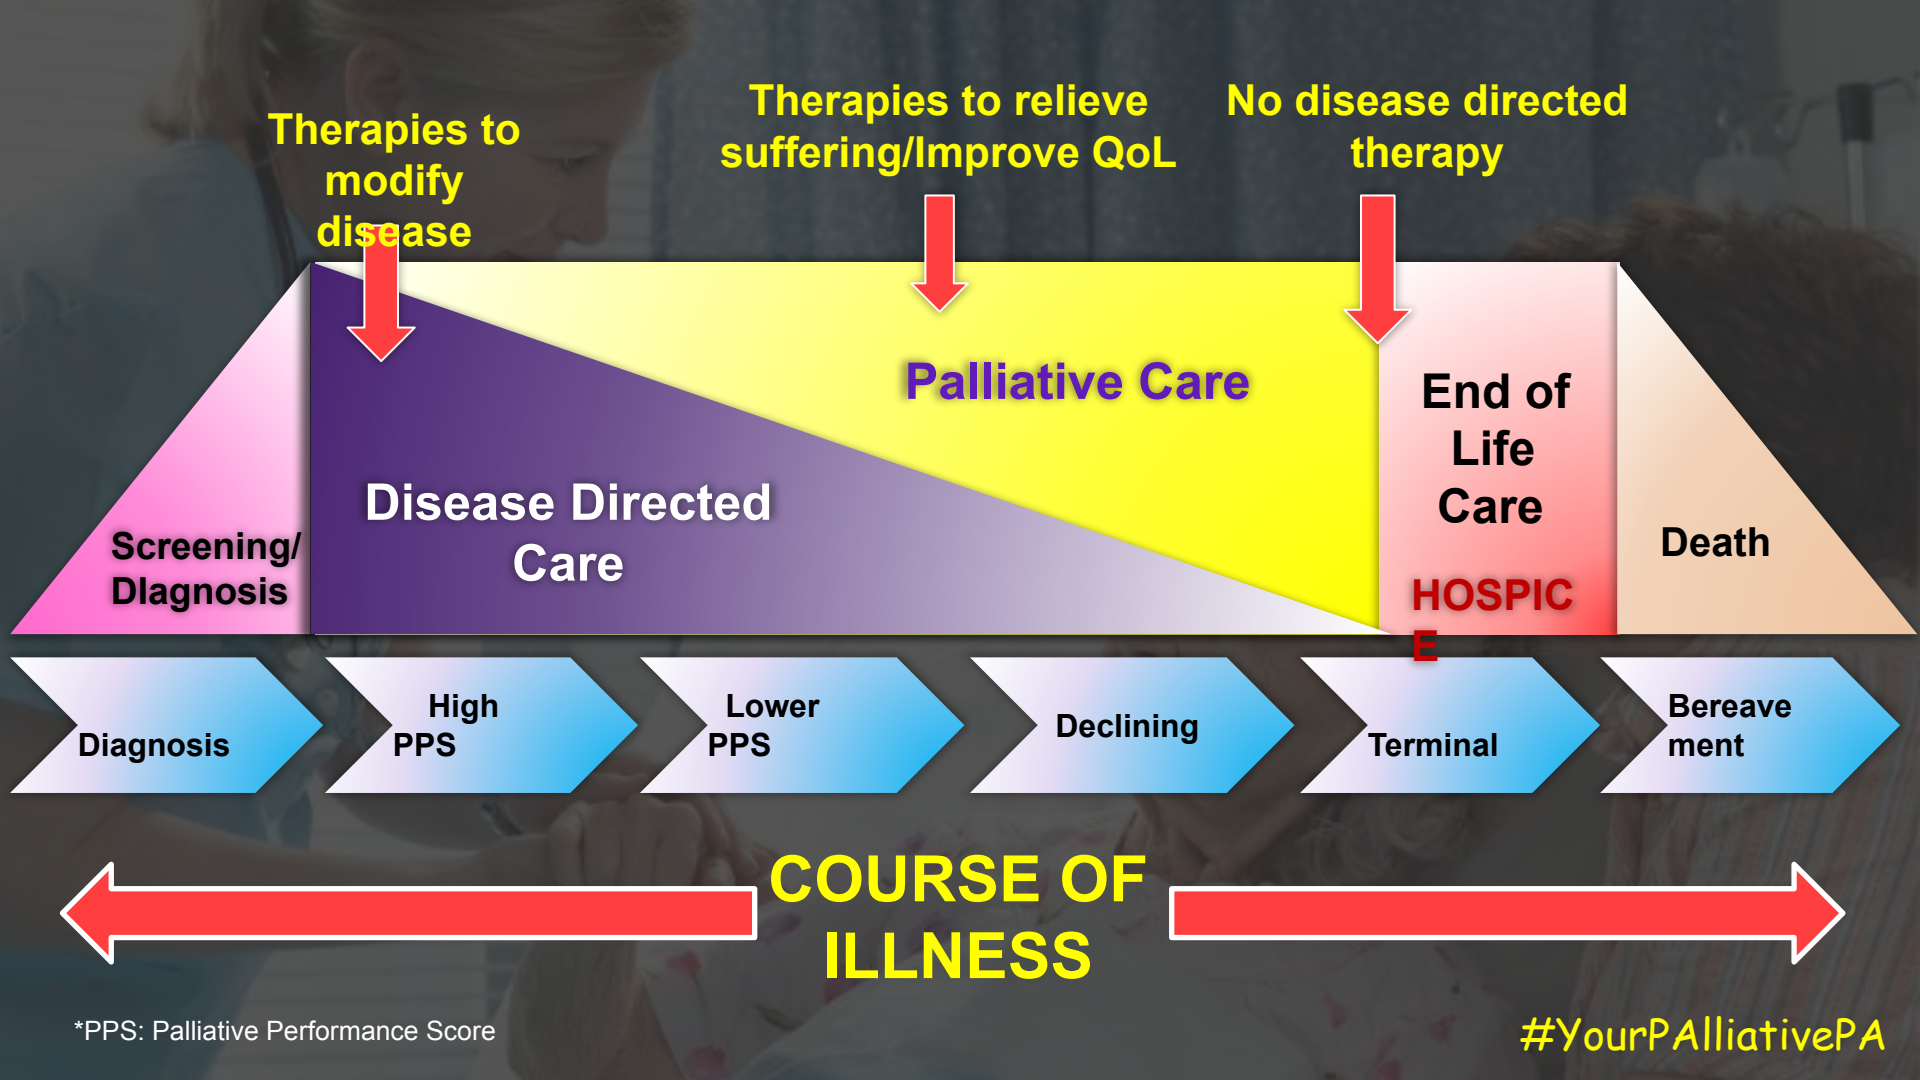 Therapies to
modify
disease
Therapies to relieve
suffering/Improve QoL
No disease directed
therapy
Screening/
DIagnosis
Disease Directed
Care
Palliative Care
End of
Life
Care
HOSPIC
E
Death
Diagnosis
High
PPS
Lower
PPS
Declining
Terminal
Bereave
ment
COURSE OF
ILLNESS
*PPS: Palliative Performance Score
#YourPAlliativePA